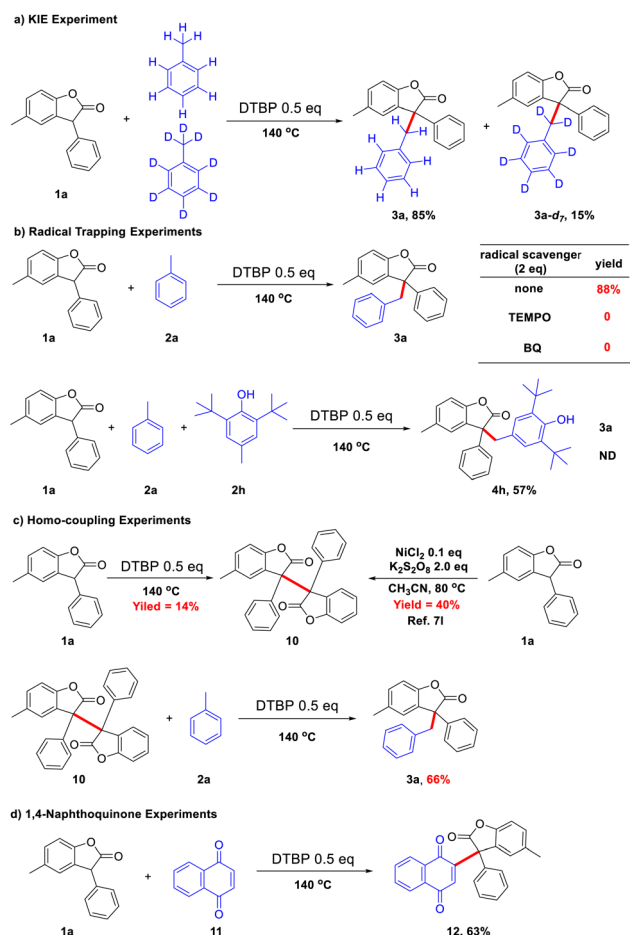 a) KIE Experiment
H H
H
H H
H H
H
O
O
1a
+
D D
D
D D
D D
D
DTBP 0.5 eq
140 °C
O
O
H
H
H H
H H
H
3a, 85%
+
O
O
D D
D D
D D
D
3a-d7, 15%
b) Radical Trapping Experiments
O
O
1a
+
2a
DTBP 0.5 eq
140 °C
O
O
3a
radical scavenger
(2 eq) yield
none 88%
TEMPO 0
BQ 0
O
O
1a
+
2a
+
OH
2h
DTBP 0.5 eq
140 °C
O
O
OH
4h, 57%
3a
ND
c) Homo-coupling Experiments
O
O
1a
DTBP 0.5 eq
140 °C
Yiled = 14%
O
O
O
O
10
NiCl2 0.1 eq
K2S2O8 2.0 eq
CH3CN, 80 °C
Yield = 40%
Ref. 7l
O
O
1a
O
O
O
O
10
+
2a
DTBP 0.5 eq
140 °C
O
O
3a, 66%
d) 1,4-Naphthoquinone Experiments
O
O
1a
+
O
O
11
DTBP 0.5 eq
140 °C
O
O
O
O
12, 63%